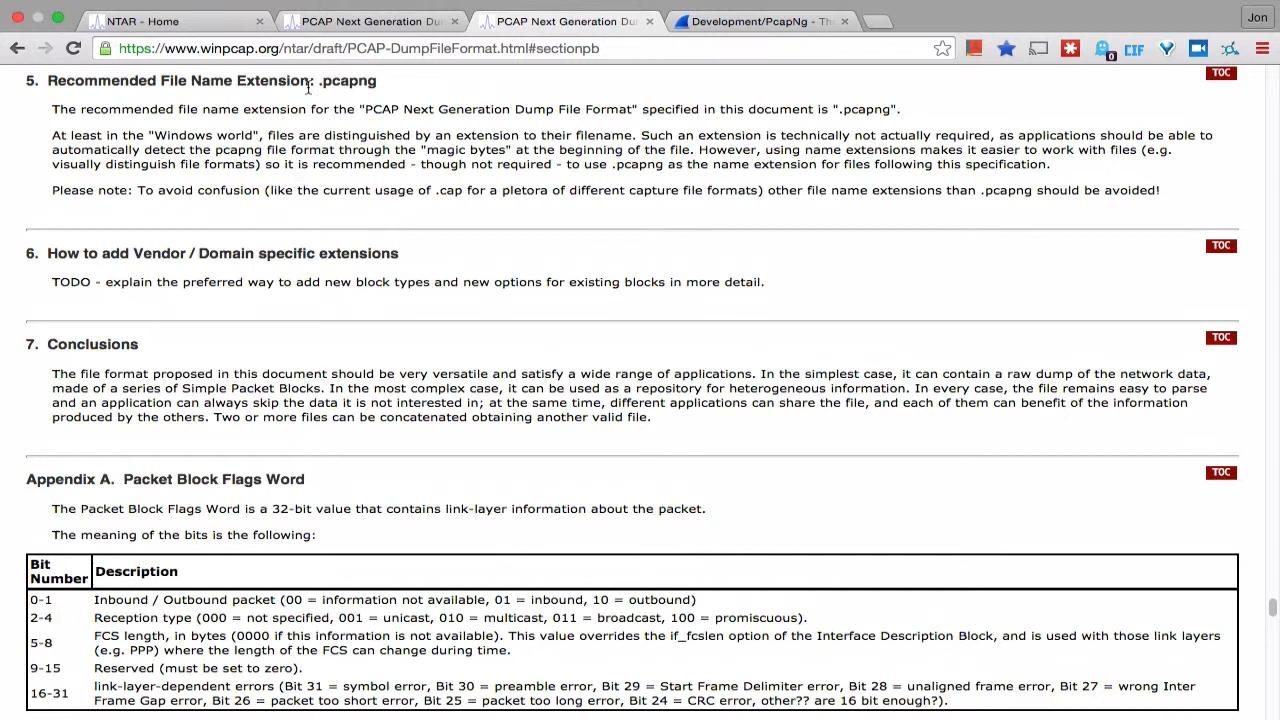 NTAR - Home
PCAP Next Generation Du
PCAP Next Generation Du
Development/PcapNg - Th
Jon
https://www.winpcap.org/ntar/draft/PCAP-DumpFileFormat.html#sectionpb
0
CIF
5. Recommended File Name Extension: .pcapng
TOC
The recommended file name extension for the "PCAP Next Generation Dump File Format" specified in this document is ".pcapng".
At least in the "Windows world", files are distinguished by an extension to their filename. Such an extension is technically not actually required, as applications should be able to
automatically detect the pcapng file format through the "magic bytes" at the beginning of the file. However, using name extensions makes it easier to work with files (e.g.
visually distinguish file formats) so it is recommended - though not required - to use .pcapng as the name extension for files following this specification.
Please note: To avoid confusion (like the current usage of .cap for a pletora of different capture file formats) other file name extensions than .pcapng should be avoided!
TOC
6. How to add Vendor / Domain specific extensions
TODO - explain the preferred way to add new block types and new options for existing blocks in more detail.
TOC
7. Conclusions
The file format proposed in this document should be very versatile and satisfy a wide range of applications. In the simplest case, it can contain a raw dump of the network data,
made of a series of Simple Packet Blocks. In the most complex case, it can be used as a repository for heterogeneous information. In every case, the file remains easy to parse
and an application can always skip the data it is not interested in; at the same time, different applications can share the file, and each of them can benefit of the information
produced by the others. Two or more files can be concatenated obtaining another valid file.
TOC
Appendix A. Packet Block Flags Word
The Packet Block Flags Word is a 32-bit value that contains link-layer information about the packet.
The meaning of the bits is the following:
Bit
Number
Description
0-1
Inbound / Outbound packet (00 = information not available, 01 = inbound, 10 = outbound)
2-4
Reception type (000 = not specified, 001 = unicast, 010 = multicast, 011 = broadcast, 100 = promiscuous).
5-8
FCS length, in bytes (0000 if this information is not available). This value overrides the if_fcslen option of the Interface Description Block, and is used with those link layers
(e.g. PPP) where the length of the FCS can change during time.
9-15
Reserved (must be set to zero).
16-31
link-layer-dependent errors (Bit 31 = symbol error, Bit 30 = preamble error, Bit 29 = Start Frame Delimiter error, Bit 28 = unaligned frame error, Bit 27 = wrong Inter
Frame Gap error, Bit 26 = packet too short error, Bit 25 = packet too long error, Bit 24 = CRC error, other?? are 16 bit enough?).